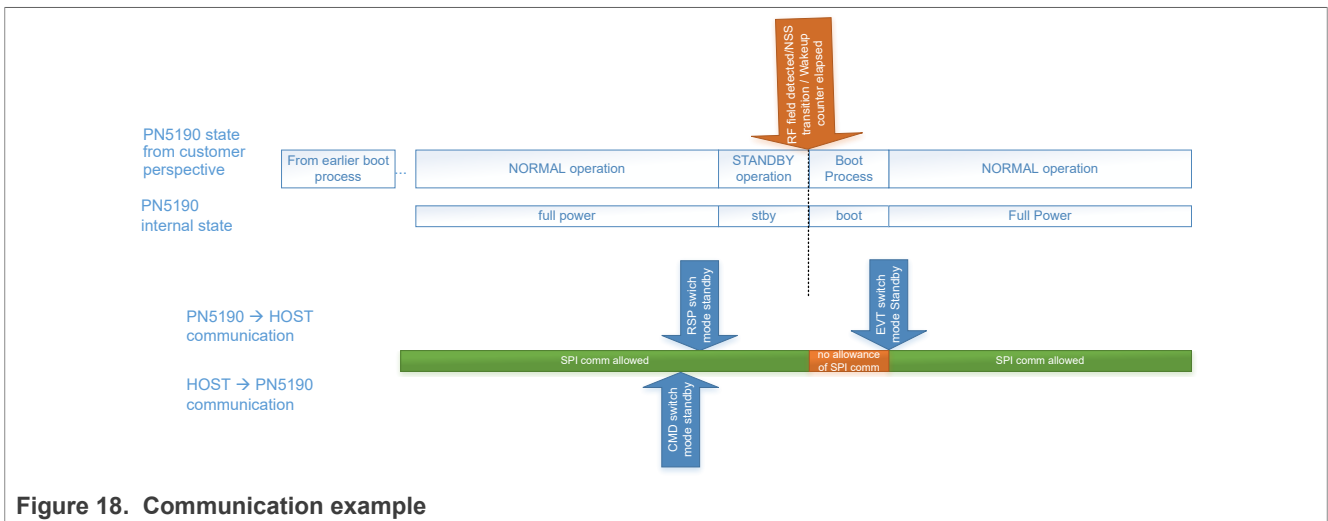 RF field detected/NSS
transition / Wakeup
counter elapsed
PN5190 state
from customer
perspective
From earlier boot
process
...
NORMAL operation
STANDBY
operation
Boot
Process
NORMAL operation
PN5190
internal state
full power
stby
boot
Full Power
RSP swich
mode standby
EVT switch
mode Standby
PN5190 → HOST
communication
SPI comm allowed
no allowance
of SPI comm
SPI comm allowed
HOST → PN5190
communication
CMD switch
mode standby
Figure 18. Communication example